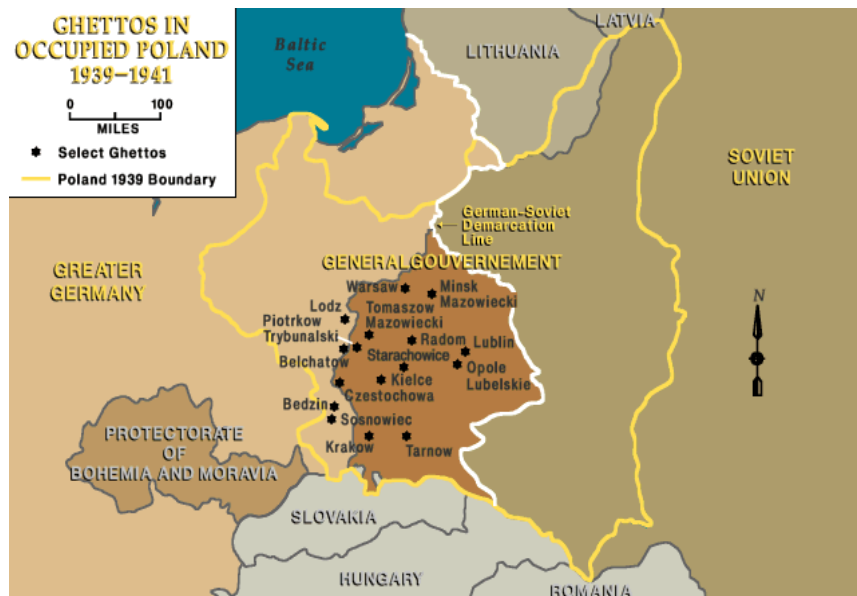 GHETTOS IN
OCCUPIED POLAND
1939–1941
0 100
MILES
Select Ghettos
Poland 1939 Boundary
Baltic
Sea
LATVIA
LITHUANIA
SOVIET
UNION
German-Soviet
Demarcation
Line
GREATER
GERMANY
GENERALGOUVERNEMENT
Warsaw
Minsk
Mazowiecki
Lodz
Tomaszow
Mazowiecki
Piotrkow
Trybunalski
Radom
Lublin
Belchatow
Starachowice
Opole
Lubelskie
Kielce
Czestochowa
Bedzin
Sosnowiec
Krakow
Tarnow
PROTECTORATE
OF
BOHEMIA AND MORAVIA
SLOVAKIA
HUNGARY
ROMANIA
N